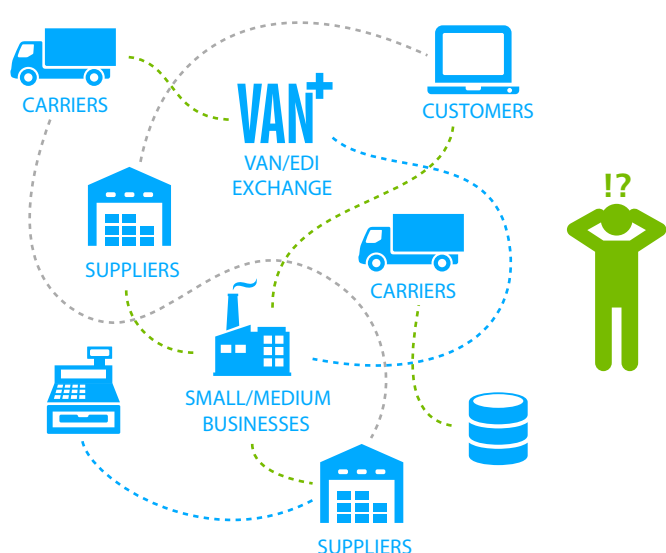 CARRIERS
VAN+
VAN/EDI
EXCHANGE
CUSTOMERS
!?
SUPPLIERS
CARRIERS
SMALL/MEDIUM
BUSINESSES
SUPPLIERS